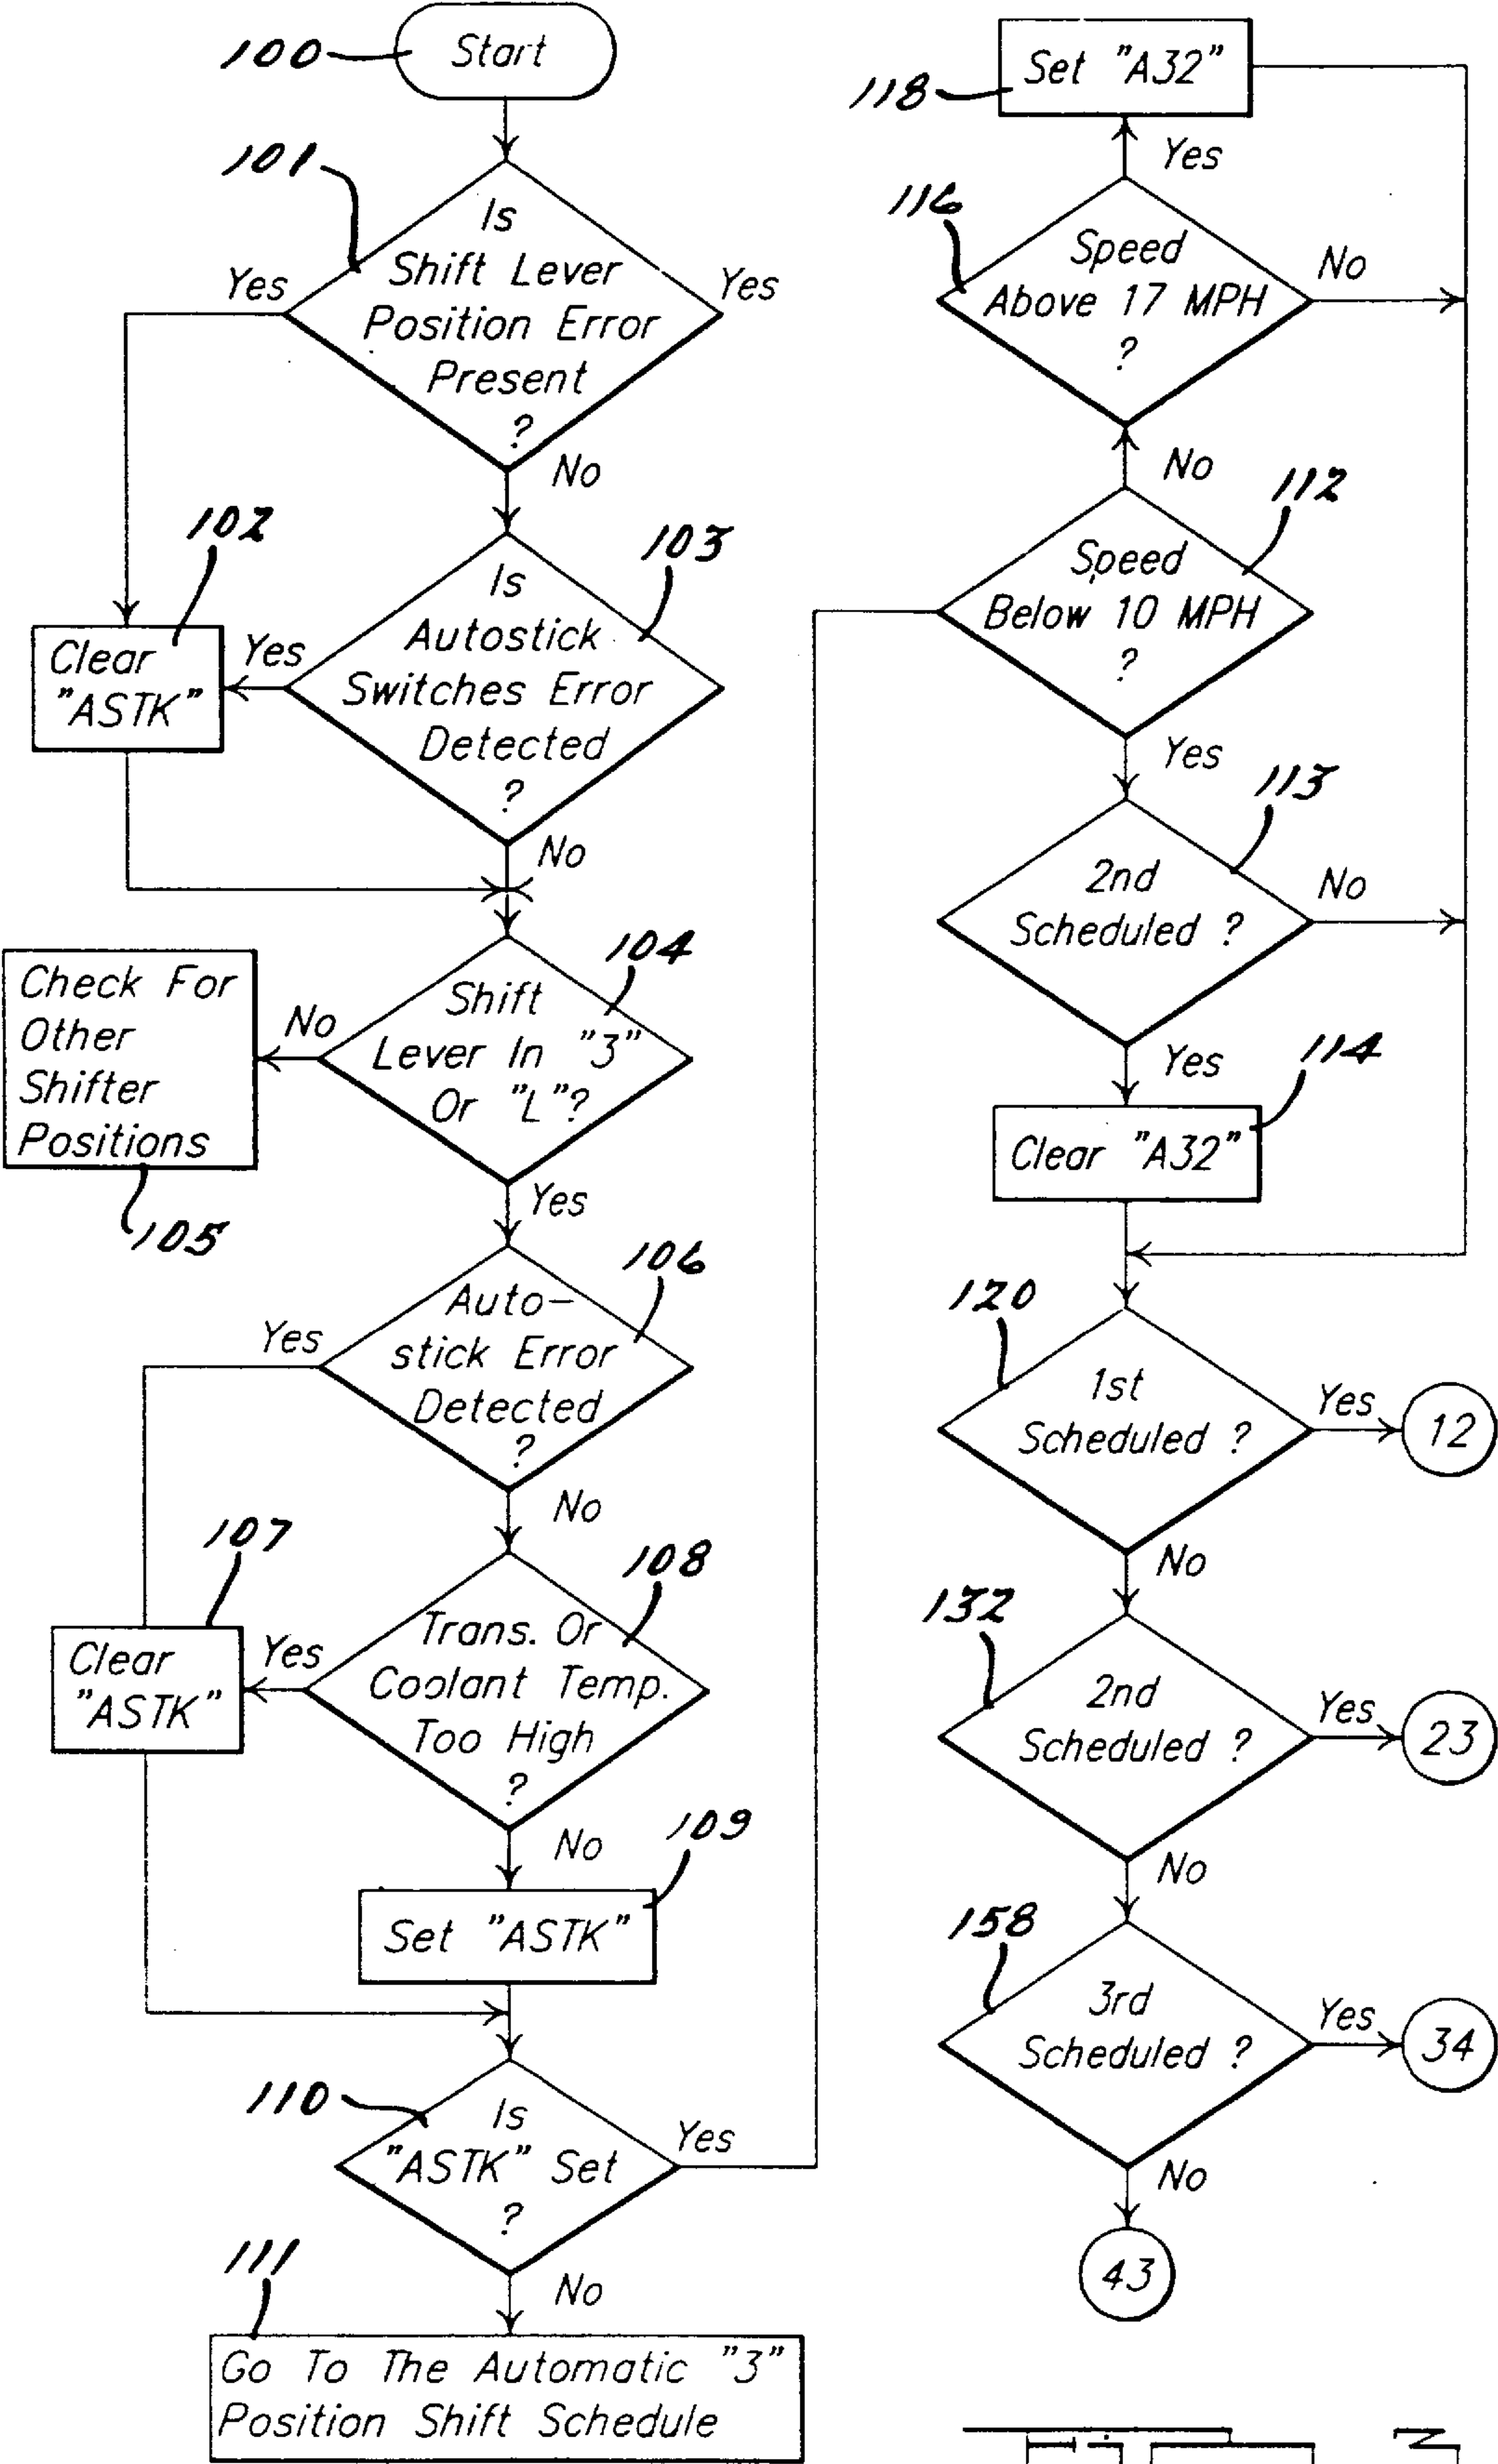 100
Start
101
Is
Shift Lever
Position Error
Present
?
Yes
Yes
No
102
Clear
"ASTK"
Yes
103
Is
Autostick
Switches Error
Detected
?
No
104
Shift
Lever In "3"
Or "L"?
No
Check For
Other
Shifter
Positions
105
Yes
106
Auto-
stick Error
Detected
?
Yes
No
107
Clear
"ASTK"
Yes
108
Trans. Or
Coolant Temp.
Too High
?
No
109
Set "ASTK"
110
Is
"ASTK" Set
?
Yes
No
111
Go To The Automatic "3"
Position Shift Schedule
118
Set "A32"
Yes
116
Speed
Above 17 MPH
?
No
No
112
Speed
Below 10 MPH
?
Yes
113
2nd
Scheduled ?
No
Yes
114
Clear "A32"
120
1st
Scheduled ?
Yes
12
No
132
2nd
Scheduled ?
Yes
23
No
158
3rd
Scheduled ?
Yes
34
No
43